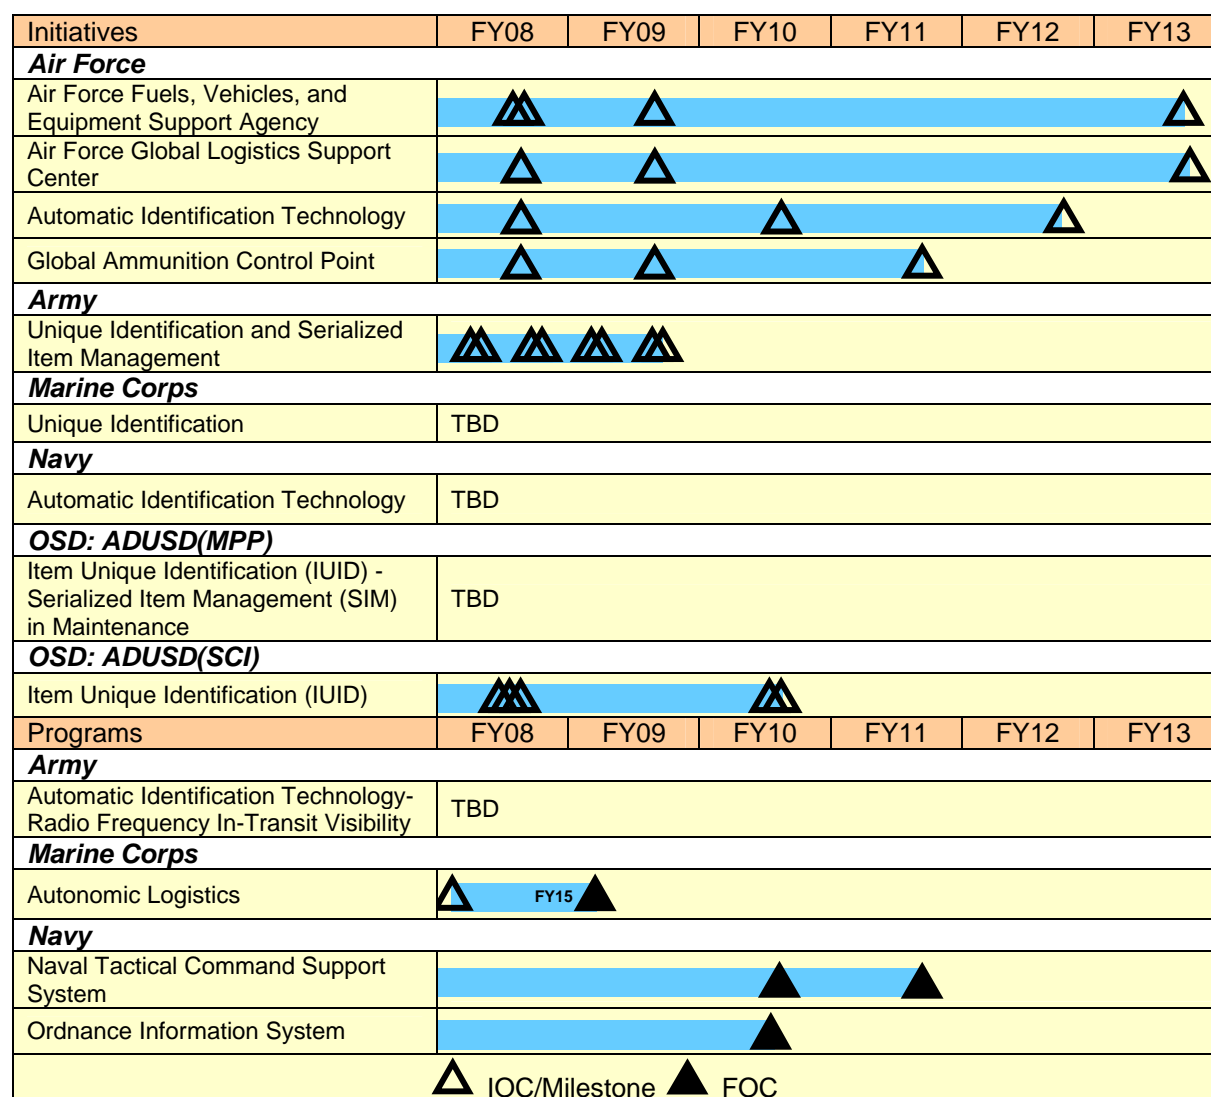 Initiatives FY08 FY09 FY10 FY11 FY12 FY13
Air Force
Air Force Fuels, Vehicles, and
Equipment Support Agency
Air Force Global Logistics Support
Center
Automatic Identification Technology
Global Ammunition Control Point
Army
Unique Identification and Serialized
Item Management
Marine Corps
Unique Identification TBD
Navy
Automatic Identification Technology TBD
OSD: ADUSD(MPP)
Item Unique Identification (IUID) -
Serialized Item Management (SIM) TBD
in Maintenance
OSD: ADUSD(SCI)
Item Unique Identification (IUID)
Programs FY08 FY09 FY10 FY11 FY12 FY13
Army
Automatic Identification Technology-
Radio Frequency In-Transit Visibility TBD
Marine Corps
Autonomic Logistics FY15
Navy
Naval Tactical Command Support
System
Ordnance Information System
IOC/Milestone FOC